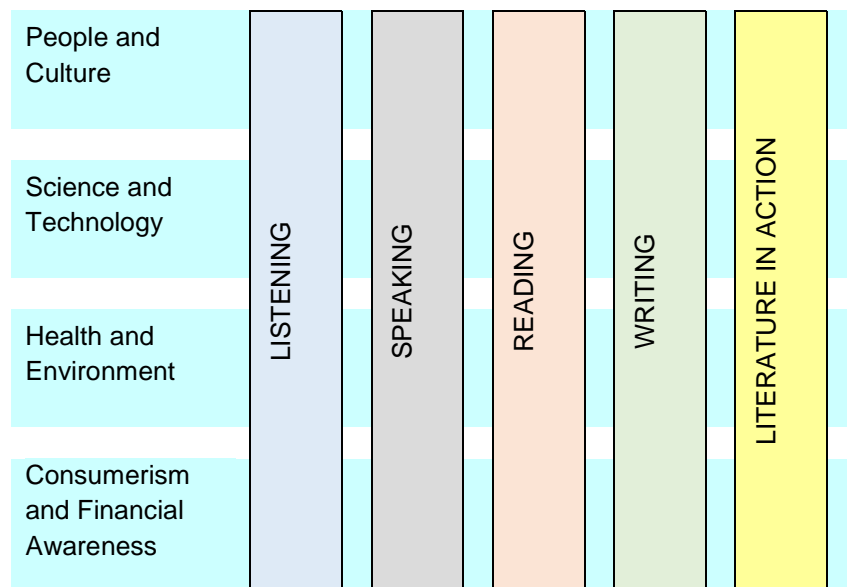 People and
Culture
Science and
Technology
Health and
Environment
Consumerism
and Financial
Awareness
LISTENING
SPEAKING
READING
WRITING
LITERATURE IN ACTION